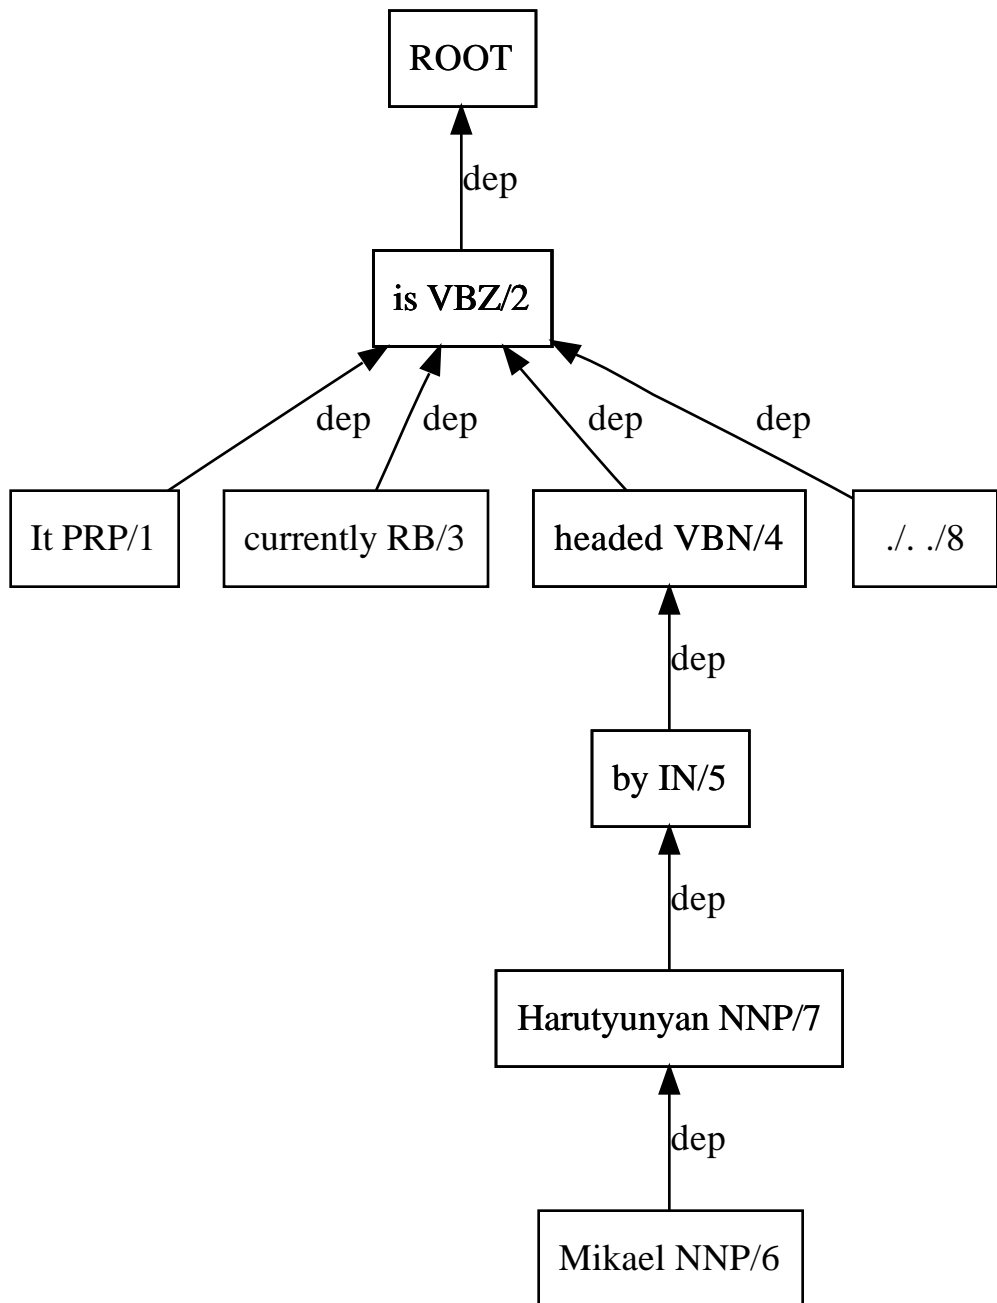 ROOT
dep
is VBZ/2
dep dep dep dep
It PRP/1 currently RB/3 headed VBN/4 ./. ./8
dep
by IN/5
dep
Harutyunyan NNP/7
dep
Mikael NNP/6